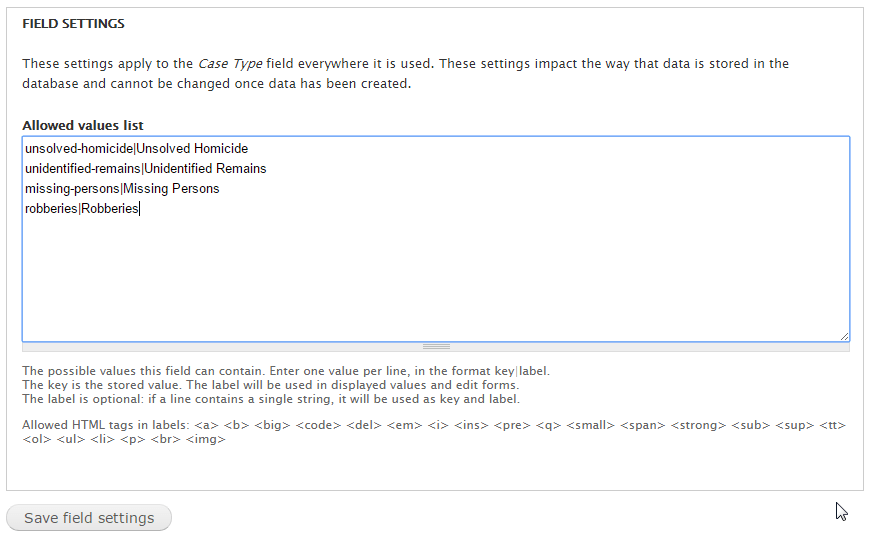 FIELD SETTINGS
These settings apply to the Case Type field everywhere it is used. These settings impact the way that data is stored in the
database and cannot be changed once data has been created.
Allowed values list
unsolved-homicide|Unsolved Homicide
unidentified-remains|Unidentified Remains
missing-persons|Missing Persons
robberies|Robberies
The possible values this field can contain. Enter one value per line, in the format key|label.
The key is the stored value. The label will be used in displayed values and edit forms.
The label is optional: if a line contains a single string, it will be used as key and label.
Allowed HTML tags in labels: <a> <b> <big> <code> <del> <em> <i> <ins> <pre> <q> <small> <span> <strong> <sub> <sup> <tt>
<ol> <ul> <li> <p> <br> <img>
Save field settings